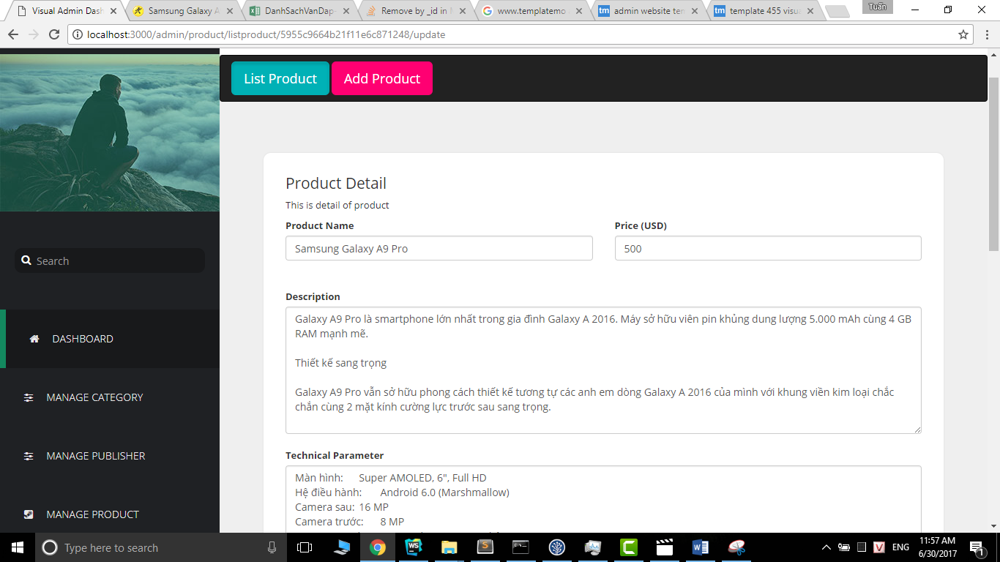 Visual Admin Dash
Samsung Galaxy A
DanhSachVanDap-
Remove by _id in M
www.templatemo
admin website tem
template 455 visua
Tuấn
localhost:3000/admin/product/listproduct/5955c9664b21f11e6c871248/update
List Product
Add Product
Search
DASHBOARD
MANAGE CATEGORY
MANAGE PUBLISHER
MANAGE PRODUCT
Product Detail
This is detail of product
Product Name
Price (USD)
Samsung Galaxy A9 Pro
500
Description
Galaxy A9 Pro là smartphone lớn nhất trong gia đình Galaxy A 2016. Máy sở hữu viên pin khủng dung lượng 5.000 mAh cùng 4 GB
RAM mạnh mẽ.
Thiết kế sang trọng
Galaxy A9 Pro vẫn sở hữu phong cách thiết kế tương tự các anh em dòng Galaxy A 2016 của mình với khung viền kim loại chắc
chắn cùng 2 mặt kính cường lực trước sau sang trọng.
Technical Parameter
Màn hình: Super AMOLED, 6", Full HD
Hệ điều hành: Android 6.0 (Marshmallow)
Camera sau: 16 MP
Camera trước: 8 MP
Type here to search
ENG
11:57 AM
6/30/2017
1